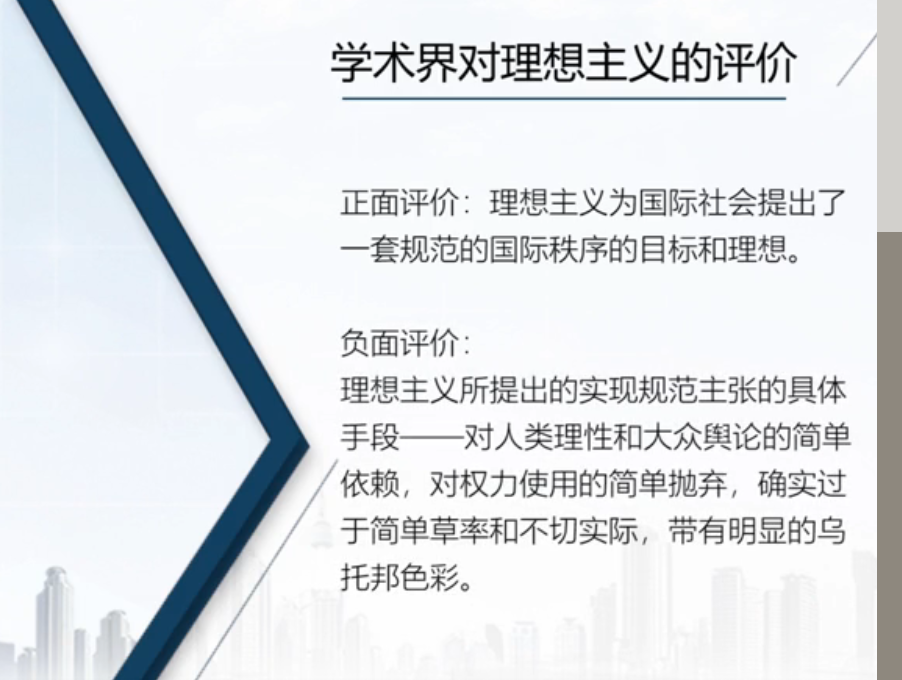 学术界对理想主义的评价
正面评价：理想主义为国际社会提出了
一套规范的国际秩序的目标和理想。
负面评价：
理想主义所提出的实现规范主张的具体
手段——对人类理性和大众舆论的简单
依赖，对权力使用的简单抛弃，确实过
于简单草率和不切实际，带有明显的乌
托邦色彩。